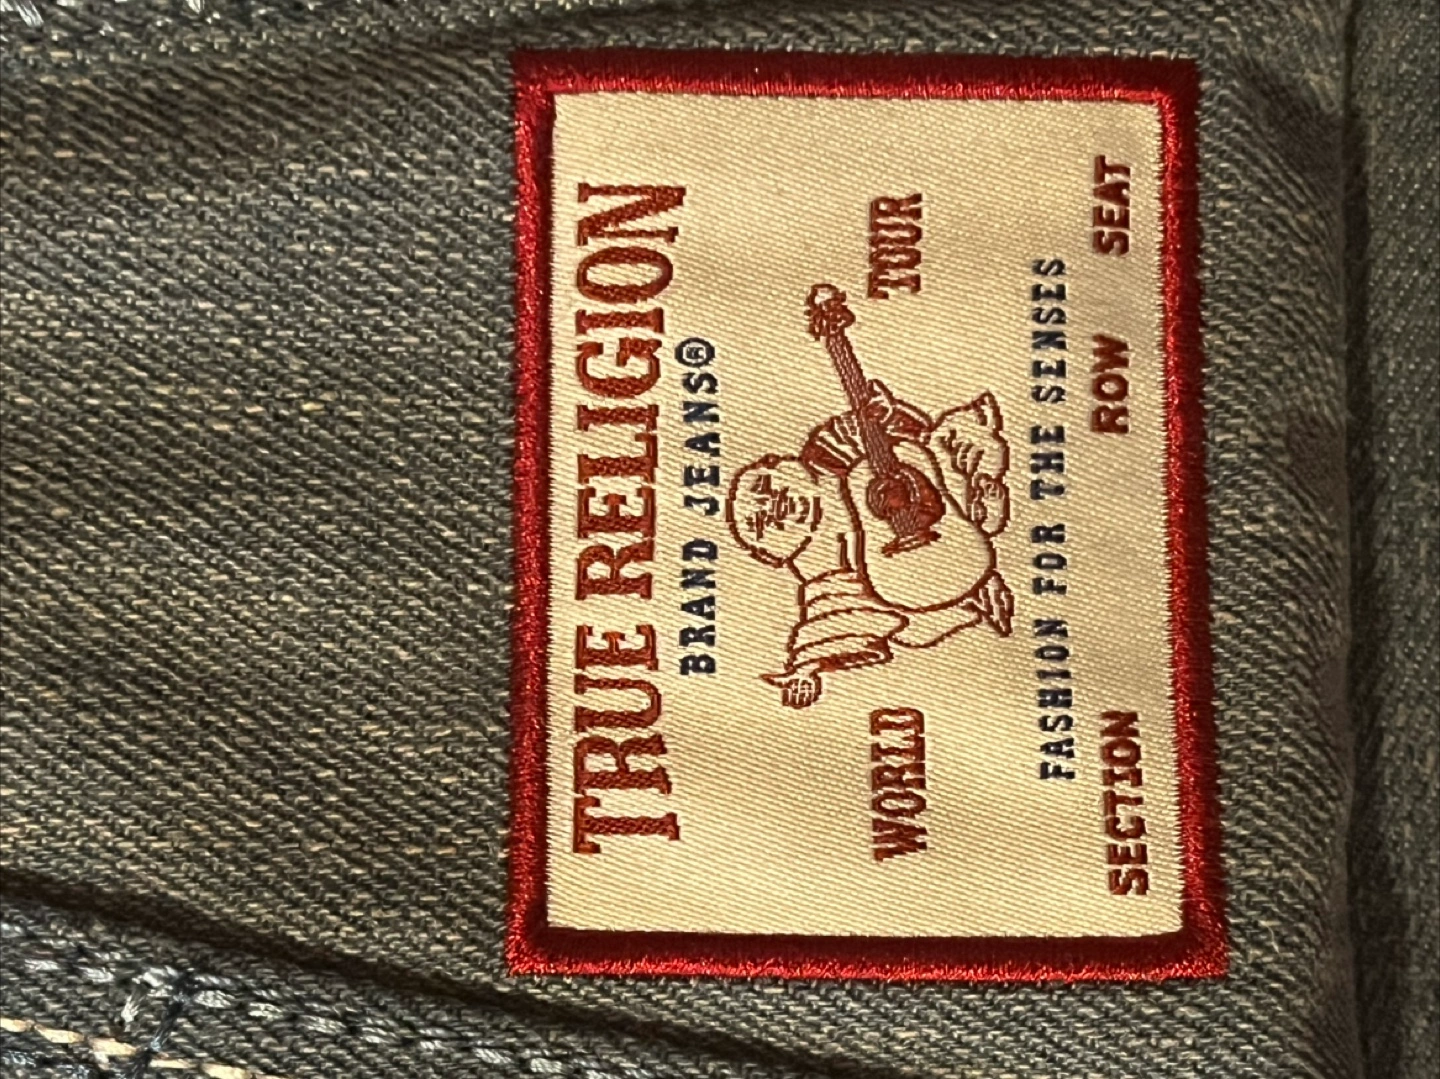 TRUE RELIGION
BRAND JEANS®
WORLD TOUR
FASHION FOR THE SENSES
SECTION ROW SEAT